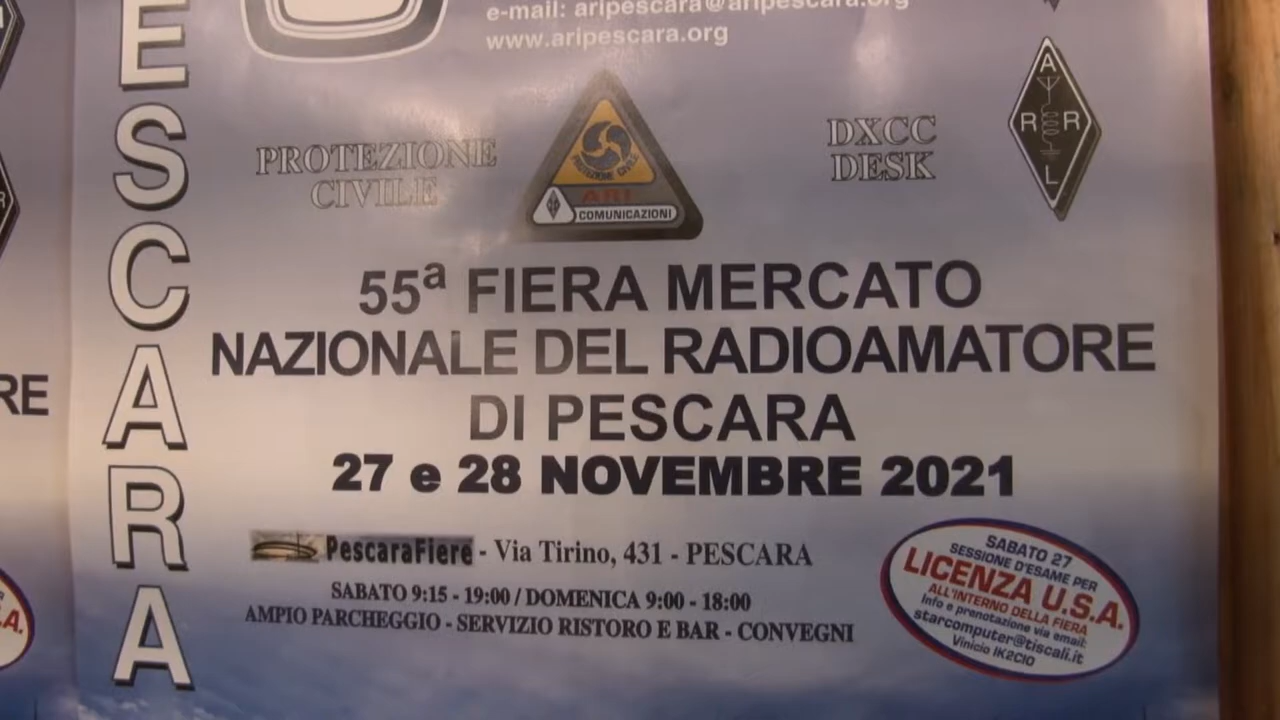 e-mail: aripescara@aripescara.org
www.aripescara.org
ESCARA
PROTEZIONE
CIVILE
PROTEZIONE CIVILE
ARI
COMUNICAZIONI
DXCC
DESK
A
R R
L
55ª FIERA MERCATO
NAZIONALE DEL RADIOAMATORE
DI PESCARA
27 e 28 NOVEMBRE 2021
PescaraFiere - Via Tirino, 431 - PESCARA
SABATO 9:15 - 19:00 / DOMENICA 9:00 - 18:00
AMPIO PARCHEGGIO - SERVIZIO RISTORO E BAR - CONVEGNI
SABATO 27
SESSIONE D'ESAME PER
LICENZA U.S.A.
ALL'INTERNO DELLA FIERA
Info e prenotazione via email:
starcomputer@tiscali.it
Vinicio IK2CIO
RE
.A.